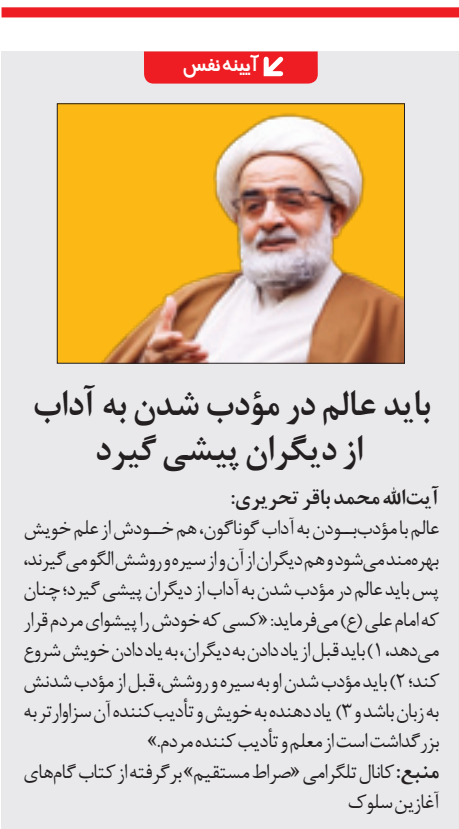 آیینه نفس
باید عالم در مؤدب شدن به آداب
از دیگران پیشی گیرد
آیت‌الله محمد باقر تحریری:
عالم با مؤدب‌بودن به آداب گوناگون، هم خودش از علم خویش
بهره‌مند می‌شود و هم دیگران از آن و از سیره و روشش الگو می‌گیرند،
پس باید عالم در مؤدب شدن به آداب از دیگران پیشی گیرد؛ چنان
که امام علی (ع) می‌فرماید: «کسی که خودش را پیشوای مردم قرار
می‌دهد، ۱) باید قبل از یاد دادن به دیگران، به یاد دادن خویش شروع
کند؛ ۲) باید مؤدب شدن او به سیره و روشش، قبل از مؤدب شدنش
به زبان باشد و ۳) یاد دهنده به خویش و تأدیب‌کننده آن سزاوارتر به
بزرگداشت است از معلم و تأدیب کننده مردم.»
منبع: کانال تلگرامی «صراط مستقیم» برگرفته از کتاب گام‌های
آغازین سلوک